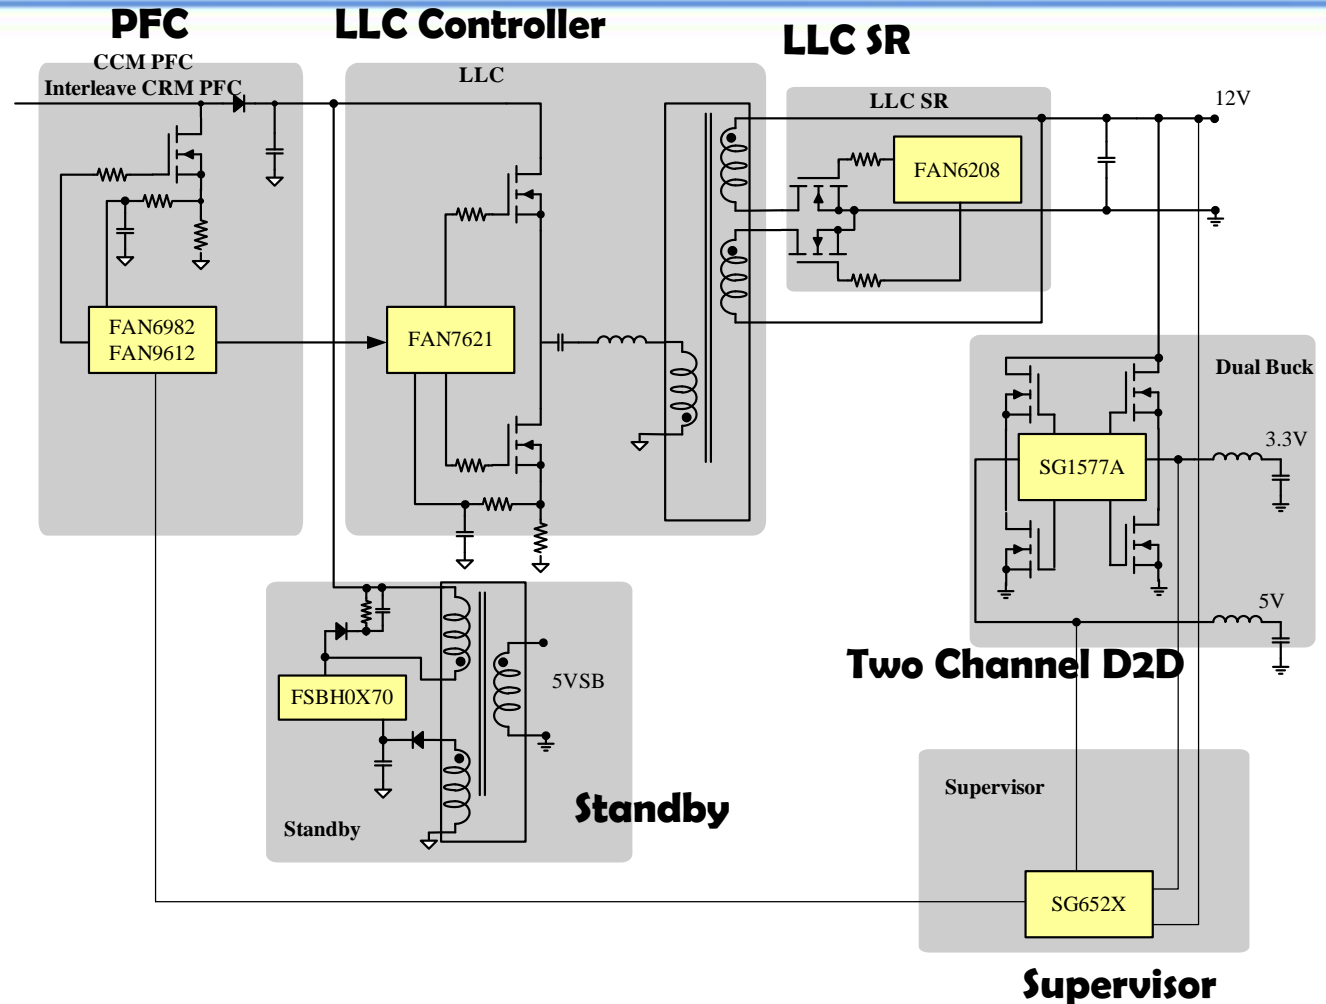 PFC
LLC Controller
LLC SR
CCM PFC
Interleave CRM PFC
LLC
LLC SR
12V
FAN6208
FAN6982
FAN9612
FAN7621
Dual Buck
3.3V
SG1577A
5V
Two Channel D2D
FSBH0X70
5VSB
Standby
Standby
Supervisor
SG652X
Supervisor